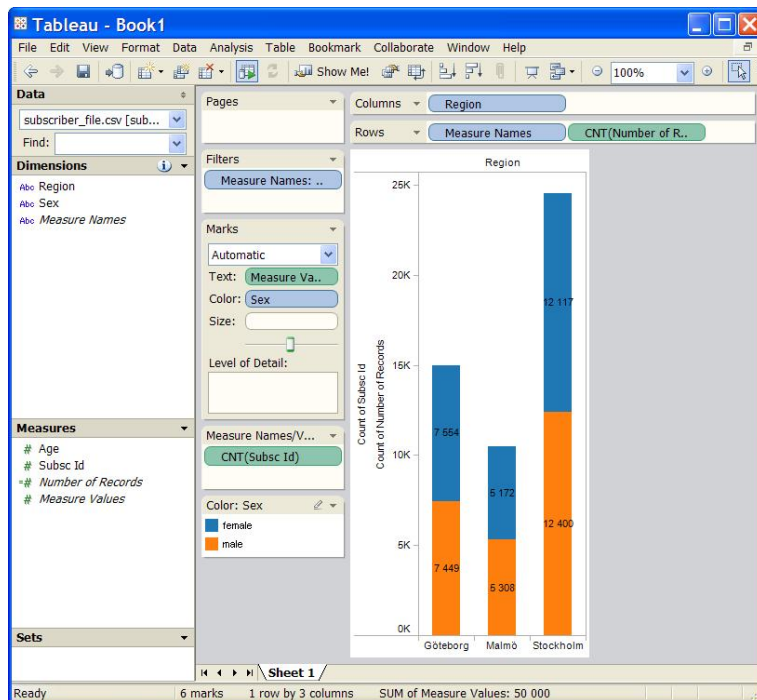 Tableau - Book1
File Edit View Format Data Analysis Table Bookmark Collaborate Window Help
Show Me! 100%
Data
subscriber_file.csv [sub...
Find:
Dimensions
Abc Region
Abc Sex
Abc Measure Names
Measures
# Age
# Subsc Id
=# Number of Records
# Measure Values
Sets
Pages
Filters
Measure Names: ..
Marks
Automatic
Text: Measure Va..
Color: Sex
Size:
Level of Detail:
Measure Names/V...
CNT(Subsc Id)
Color: Sex
female
male
Columns Region
Rows Measure Names CNT(Number of R..
Region
Count of Subsc Id
Count of Number of Records
25K
20K
15K
10K
5K
0K
7 554
7 449
5 172
5 308
12 117
12 400
Göteborg Malmö Stockholm
Sheet 1
Ready 6 marks 1 row by 3 columns SUM of Measure Values: 50 000